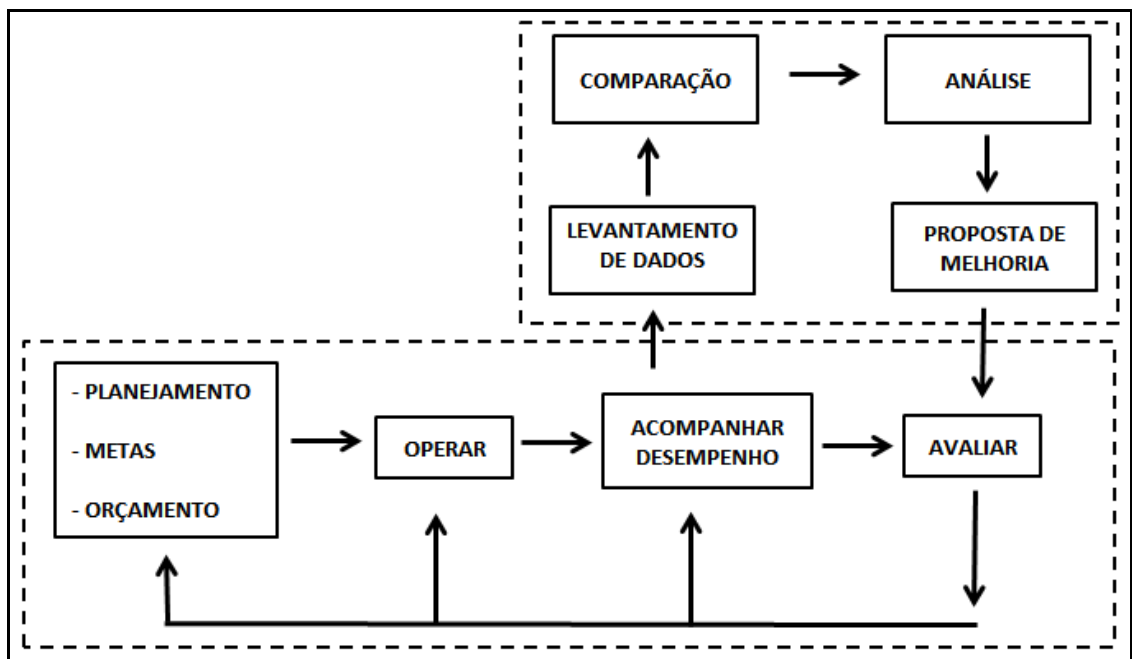 COMPARAÇÃO
ANÁLISE
LEVANTAMENTO
DE DADOS
PROPOSTA DE
MELHORIA
- PLANEJAMENTO
- METAS
- ORÇAMENTO
OPERAR
ACOMPANHAR
DESEMPENHO
AVALIAR